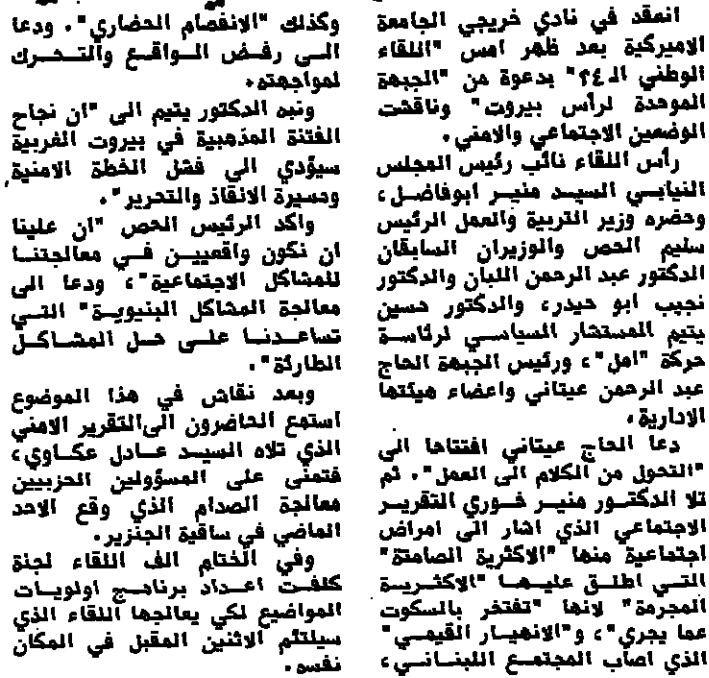 انعقد في نادي خريجي الجامعة
الاميركية بعد ظهر امس "اللقاء
الوطني الـ٢٤" بدعوة من "الجبهة
الموحدة لرأس بيروت" وناقشت
الوضعين الاجتماعي والامني.
رأس اللقاء نائب رئيس المجلس
النيابي السيد منير ابوفاضل،
وحضره وزير التربية والعمل الرئيس
سليم الحص والوزيران السابقان
الدكتور عبد الرحمن اللبان والدكتور
نجيب ابو حيدر، والدكتور حسين
يتيم المستشار السياسي لرئاسة
حركة "امل"، ورئيس الجبهة الحاج
عبد الرحمن عيتاني واعضاء هيئتها
الادارية.
دعا الحاج عيتاني افتتاحا الى
"التحول من الكلام الى العمل". ثم
تلا الدكتور منير خوري التقرير
الاجتماعي الذي اشار الى امراض
اجتماعية منها "الاكثرية الصامتة"
التي اطلق عليها "الاكثرية
المجرمة" لانها "تفتخر بالسكوت
عما يجري"، و"الانهيار القيمي"
الذي اصاب المجتمع اللبناني،
وكذلك "الانفصام الحضاري". ودعا
الى رفض الواقع والتحرك
لمواجهته.
ونبه الدكتور يتيم الى "ان نجاح
الفتنة المذهبية في بيروت الغربية
سيؤدي الى فشل الخطة الامنية
ومسيرة الانقاذ والتحرير".
واكد الرئيس الحص "ان علينا
ان نكون واقعيين في معالجتنا
للمشاكل الاجتماعية"، ودعا الى
معالجة المشاكل البنيوية" التي
تساعدنا على حل المشاكل
الطارئة".
وبعد نقاش في هذا الموضوع
استمع الحاضرون الىالتقرير الامني
الذي تلاه السيد عادل عكاوي،
فتمنى على المسؤولين الحزبيين
معالجة الصدام الذي وقع الاحد
الماضي في ساقية الجنزير.
وفي الختام الف اللقاء لجنة
كلفت اعداد برنامج اولويات
المواضيع لكي يعالجها اللقاء الذي
سيلتئم الاثنين المقبل في المكان
نفسه.